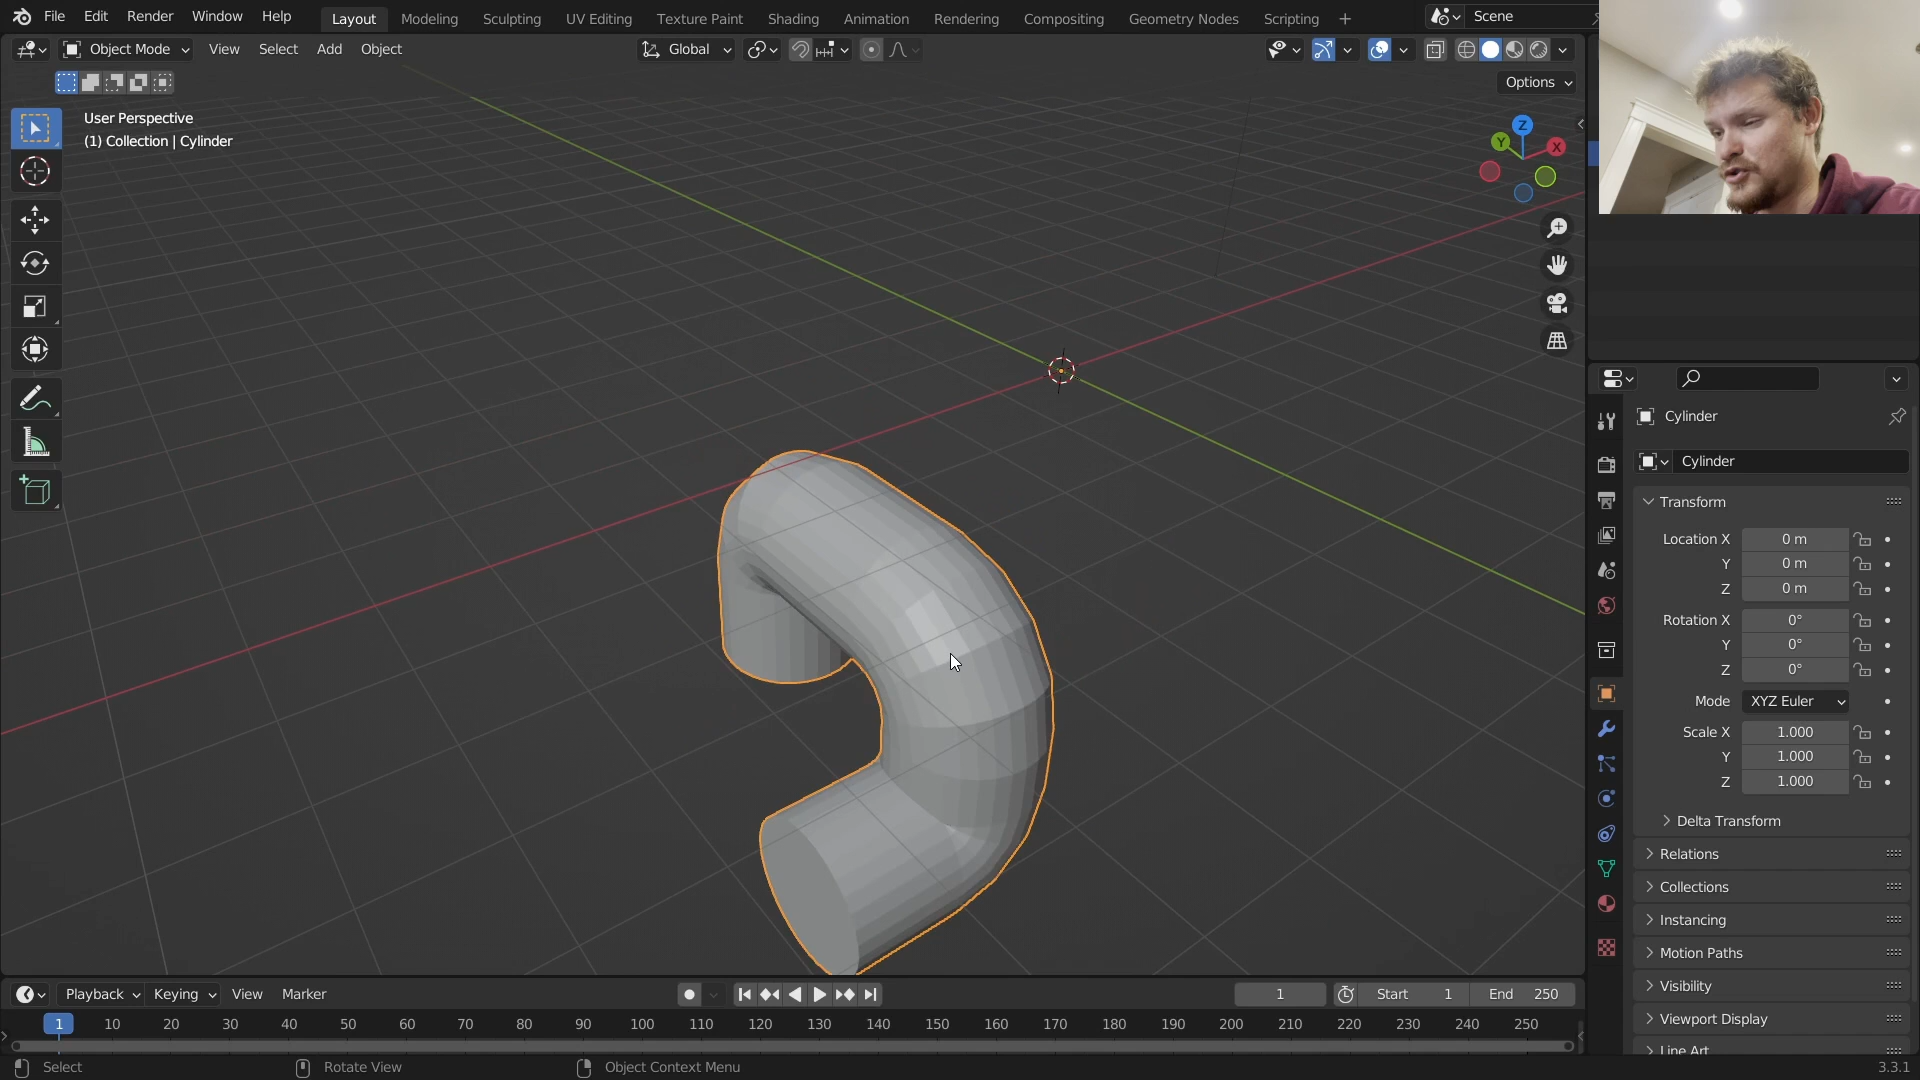 File Edit Render Window Help Layout Modeling Sculpting UV Editing Texture Paint Shading Animation Rendering Compositing Geometry Nodes Scripting + Scene
Object Mode View Select Add Object Global
Options
User Perspective
(1) Collection | Cylinder
Z
Y
X
Cylinder
Cylinder
Transform
Location X 0 m
Y 0 m
Z 0 m
Rotation X 0°
Y 0°
Z 0°
Mode XYZ Euler
Scale X 1.000
Y 1.000
Z 1.000
Delta Transform
Relations
Collections
Instancing
Motion Paths
Visibility
Viewport Display
Line Art
Playback Keying View Marker 1 Start 1 End 250
1 10 20 30 40 50 60 70 80 90 100 110 120 130 140 150 160 170 180 190 200 210 220 230 240 250
Select Rotate View Object Context Menu 3.3.1